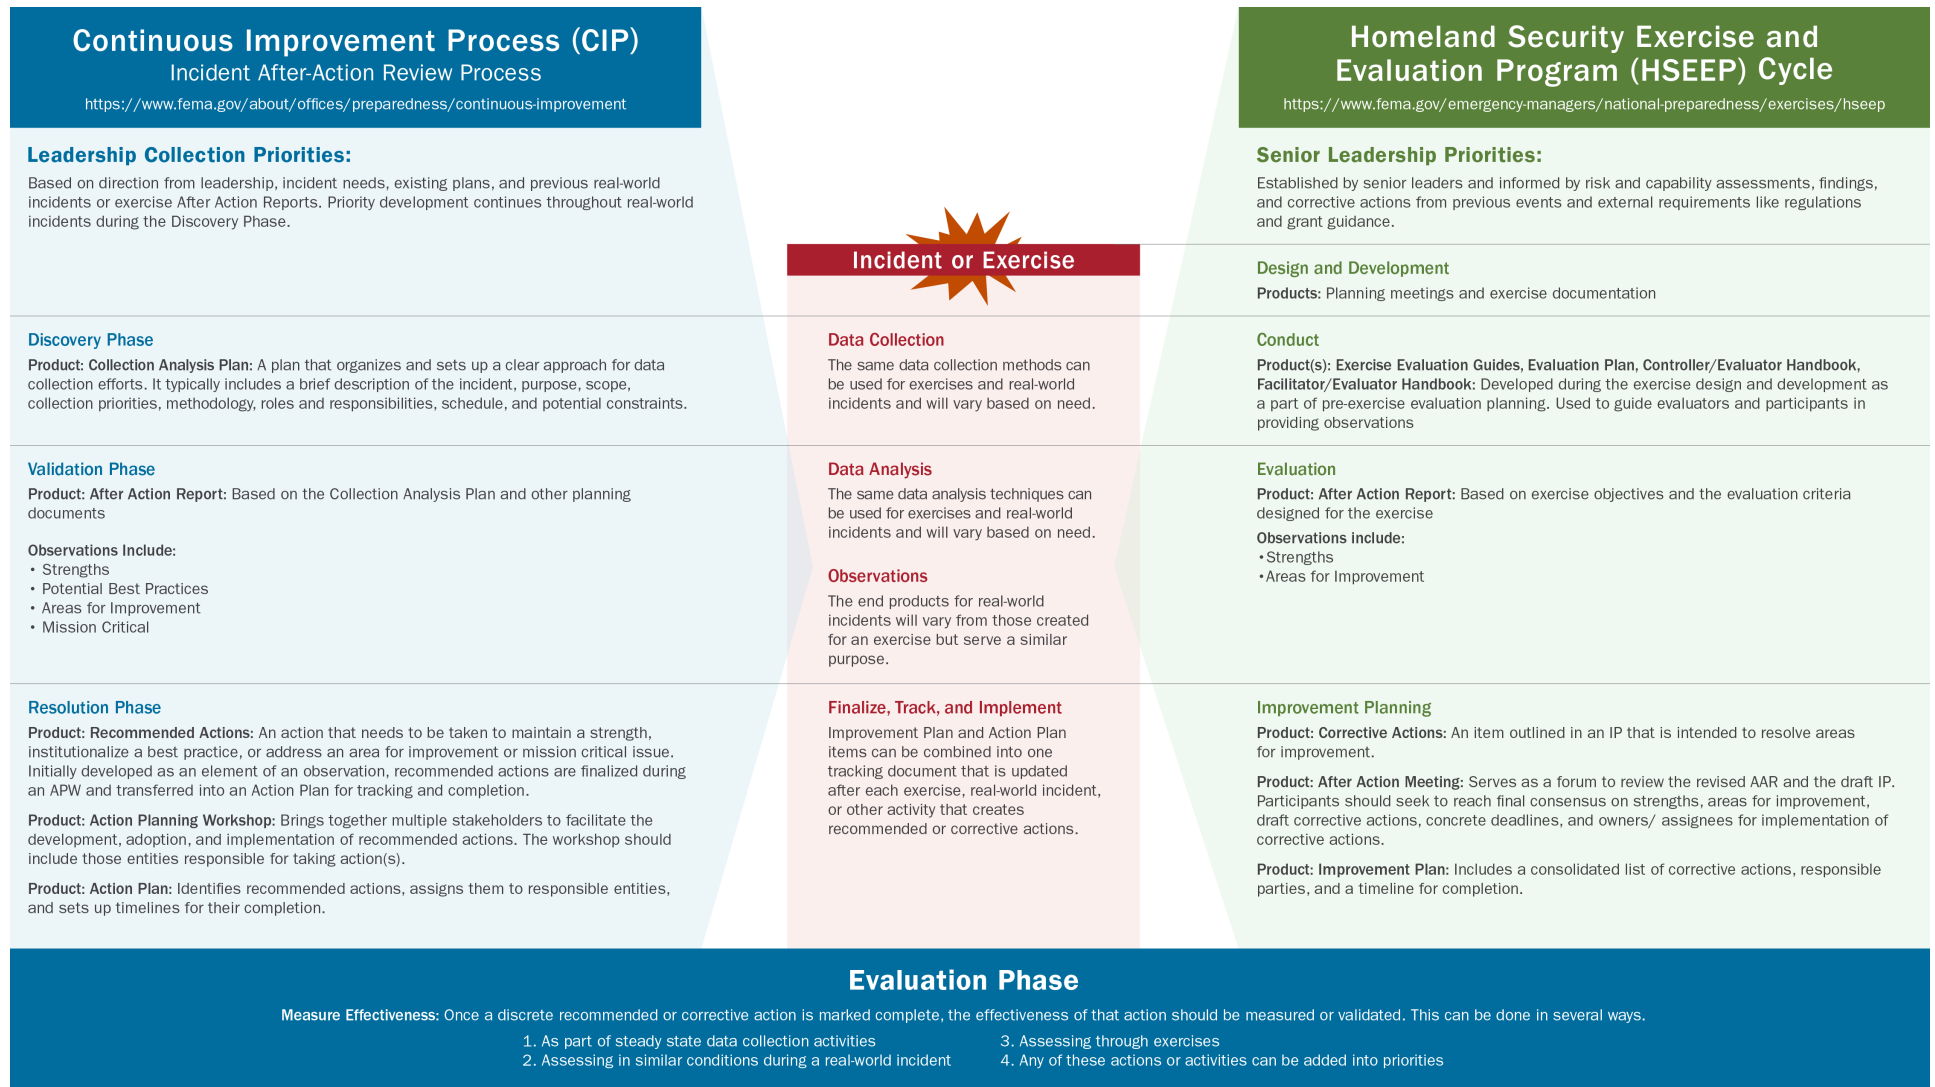 Continuous Improvement Process (CIP)
Incident After-Action Review Process
https://www.fema.gov/about/offices/preparedness/continuous-improvement
Leadership Collection Priorities:
Based on direction from leadership, incident needs, existing plans, and previous real-world
incidents or exercise After Action Reports. Priority development continues throughout real-world
incidents during the Discovery Phase.
Discovery Phase
Product: Collection Analysis Plan: A plan that organizes and sets up a clear approach for data
collection efforts. It typically includes a brief description of the incident, purpose, scope,
collection priorities, methodology, roles and responsibilities, schedule, and potential constraints.
Validation Phase
Product: After Action Report: Based on the Collection Analysis Plan and other planning
documents
Observations Include:
• Strengths
• Potential Best Practices
• Areas for Improvement
• Mission Critical
Resolution Phase
Product: Recommended Actions: An action that needs to be taken to maintain a strength,
institutionalize a best practice, or address an area for improvement or mission critical issue.
Initially developed as an element of an observation, recommended actions are finalized during
an APW and transferred into an Action Plan for tracking and completion.
Product: Action Planning Workshop: Brings together multiple stakeholders to facilitate the
development, adoption, and implementation of recommended actions. The workshop should
include those entities responsible for taking action(s).
Product: Action Plan: Identifies recommended actions, assigns them to responsible entities,
and sets up timelines for their completion.
Incident or Exercise
Data Collection
The same data collection methods can
be used for exercises and real-world
incidents and will vary based on need.
Data Analysis
The same data analysis techniques can
be used for exercises and real-world
incidents and will vary based on need.
Observations
The end products for real-world
incidents will vary from those created
for an exercise but serve a similar
purpose.
Finalize, Track, and Implement
Improvement Plan and Action Plan
items can be combined into one
tracking document that is updated
after each exercise, real-world incident,
or other activity that creates
recommended or corrective actions.
Homeland Security Exercise and
Evaluation Program (HSEEP) Cycle
https://www.fema.gov/emergency-managers/national-preparedness/exercises/hseep
Senior Leadership Priorities:
Established by senior leaders and informed by risk and capability assessments, findings,
and corrective actions from previous events and external requirements like regulations
and grant guidance.
Design and Development
Products: Planning meetings and exercise documentation
Conduct
Product(s): Exercise Evaluation Guides, Evaluation Plan, Controller/Evaluator Handbook,
Facilitator/Evaluator Handbook: Developed during the exercise design and development as
a part of pre-exercise evaluation planning. Used to guide evaluators and participants in
providing observations
Evaluation
Product: After Action Report: Based on exercise objectives and the evaluation criteria
designed for the exercise
Observations include:
•Strengths
•Areas for Improvement
Improvement Planning
Product: Corrective Actions: An item outlined in an IP that is intended to resolve areas
for improvement.
Product: After Action Meeting: Serves as a forum to review the revised AAR and the draft IP.
Participants should seek to reach final consensus on strengths, areas for improvement,
draft corrective actions, concrete deadlines, and owners/ assignees for implementation of
corrective actions.
Product: Improvement Plan: Includes a consolidated list of corrective actions, responsible
parties, and a timeline for completion.
Evaluation Phase
Measure Effectiveness: Once a discrete recommended or corrective action is marked complete, the effectiveness of that action should be measured or validated. This can be done in several ways.
1. As part of steady state data collection activities
2. Assessing in similar conditions during a real-world incident
3. Assessing through exercises
4. Any of these actions or activities can be added into priorities